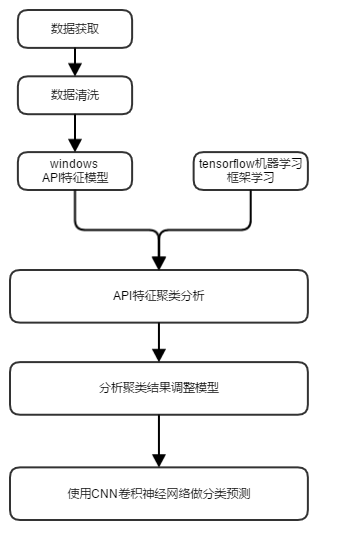 数据获取
数据清洗
windows
API特征模型
tensorflow机器学习
框架学习
API特征聚类分析
分析聚类结果调整模型
使用CNN卷积神经网络做分类预测